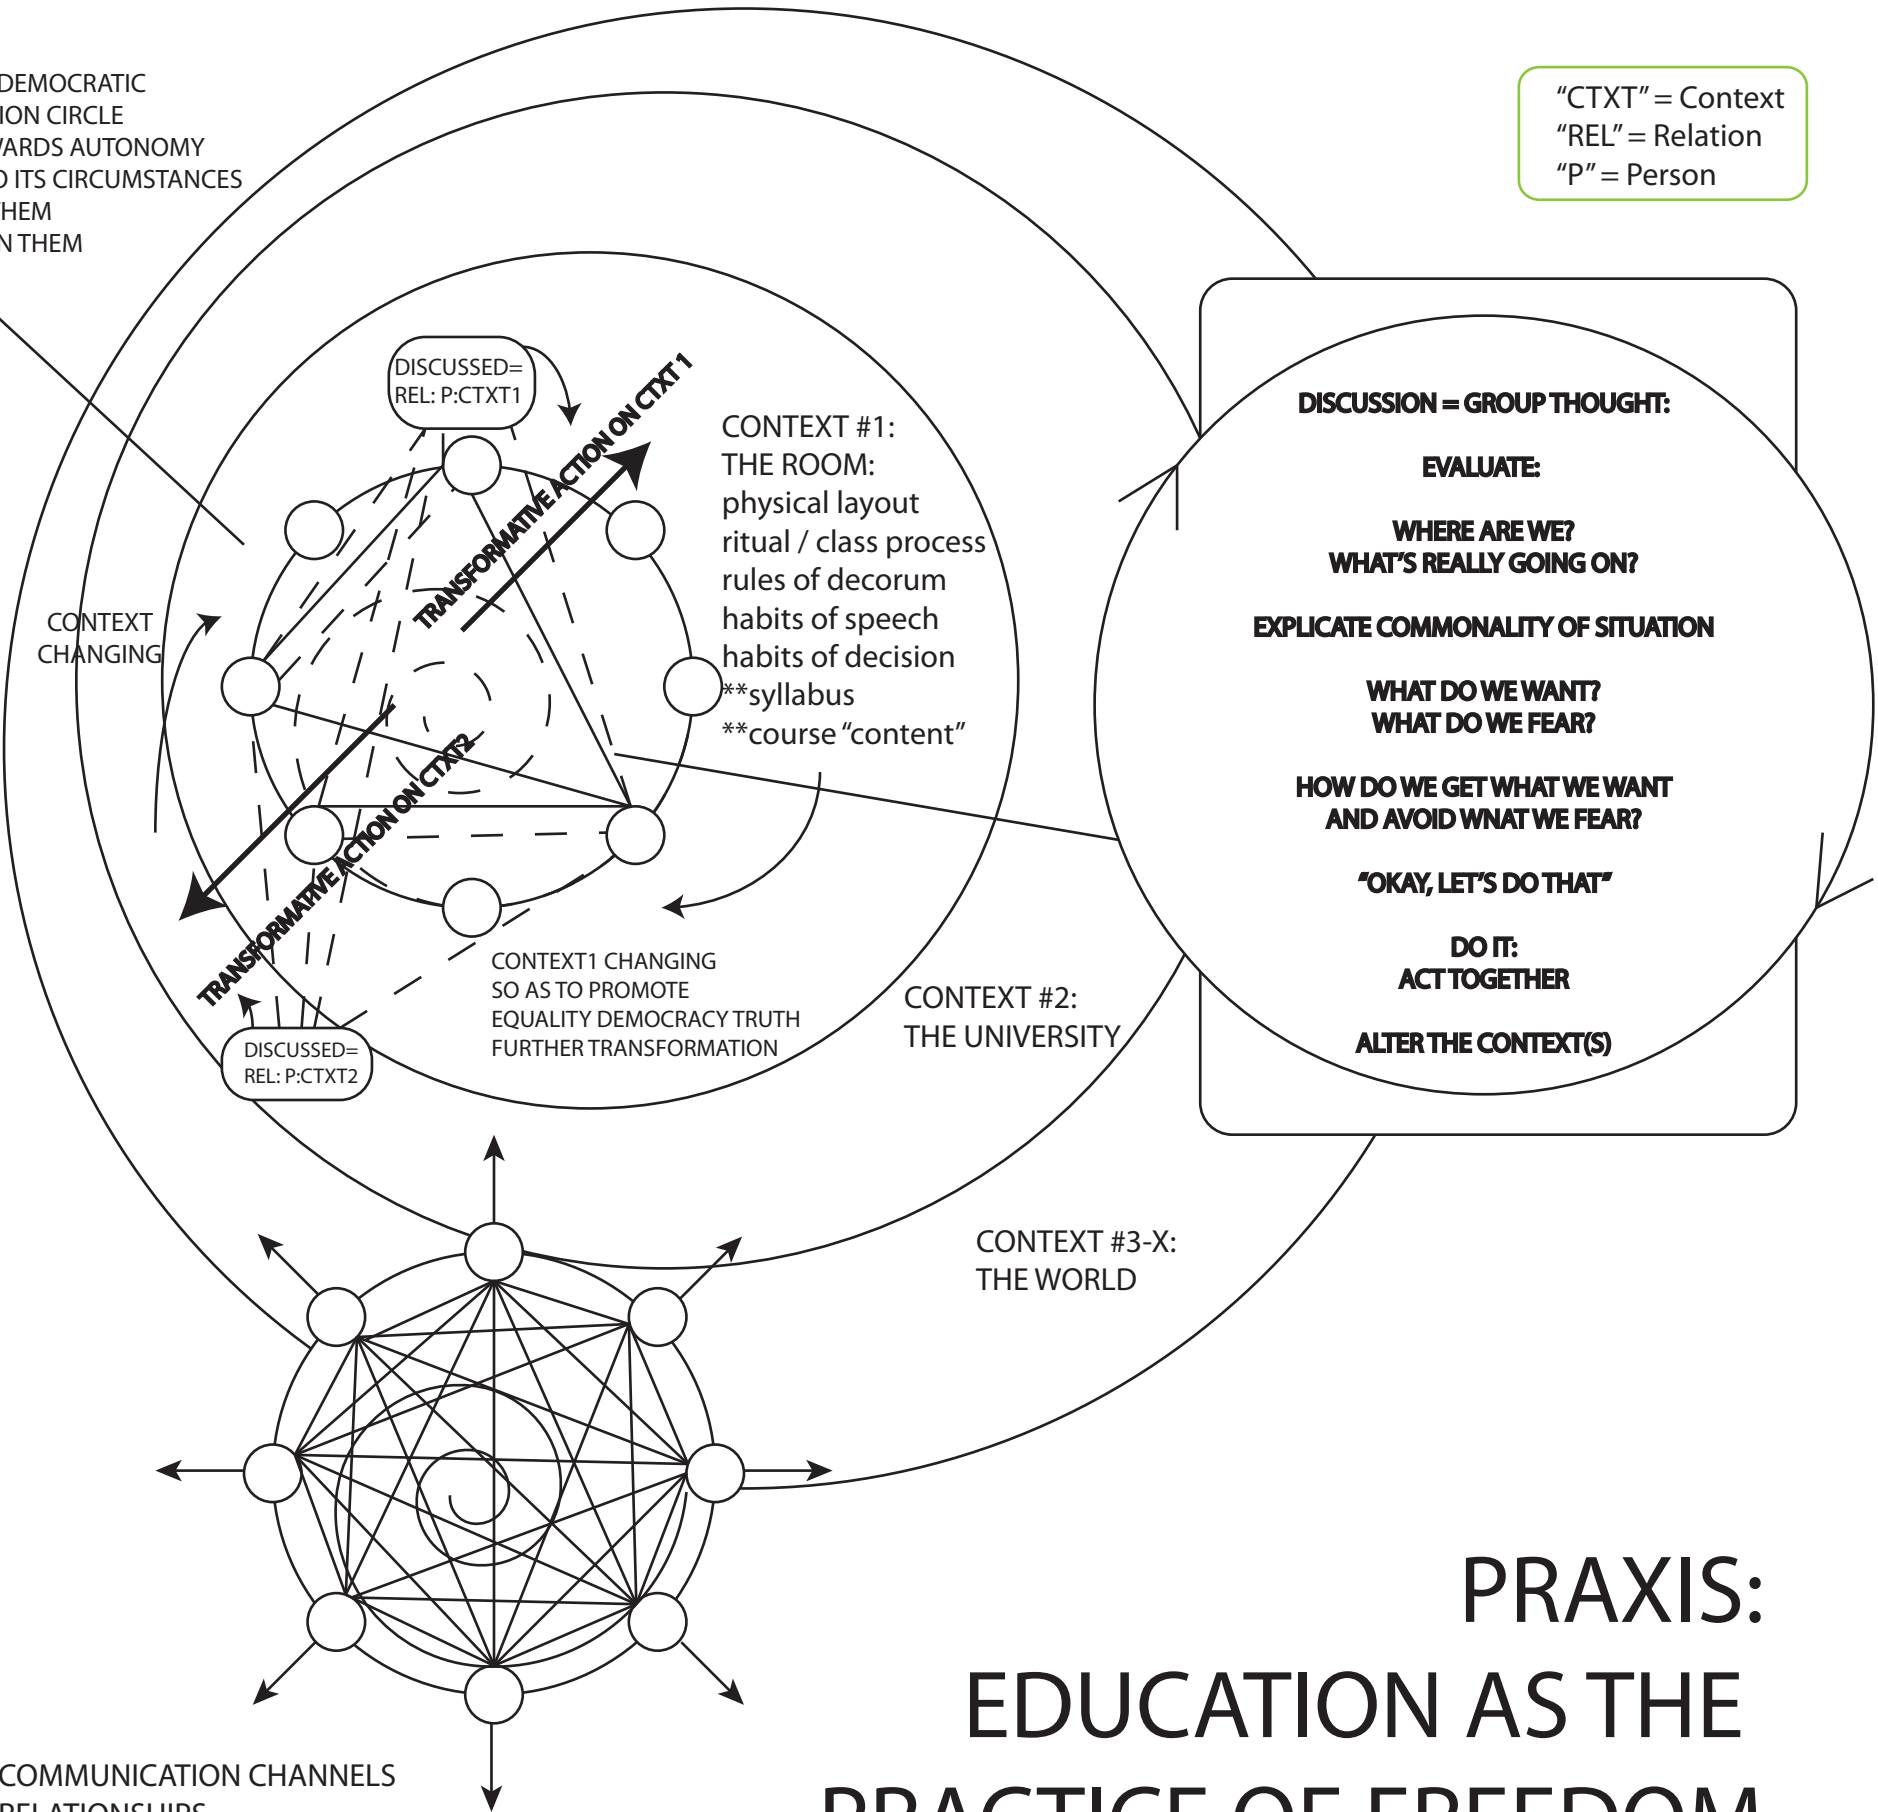 DEMOCRATIC
ION CIRCLE
WARDS AUTONOMY
D ITS CIRCUMSTANCES
THEM
N THEM
“CTXT” = Context
“REL” = Relation
“P” = Person
DISCUSSED=
REL: P:CTXT1
TRANSFORMATIVE ACTION ON CTXT 1
CONTEXT #1:
THE ROOM:
physical layout
ritual / class process
rules of decorum
habits of speech
habits of decision
**syllabus
**course “content”
CONTEXT
CHANGING
TRANSFORMATIVE ACTION ON CTXT2
DISCUSSED=
REL: P:CTXT2
CONTEXT1 CHANGING
SO AS TO PROMOTE
EQUALITY DEMOCRACY TRUTH
FURTHER TRANSFORMATION
CONTEXT #2:
THE UNIVERSITY
CONTEXT #3-X:
THE WORLD
DISCUSSION = GROUP THOUGHT:
EVALUATE:
WHERE ARE WE?
WHAT’S REALLY GOING ON?
EXPLICATE COMMONALITY OF SITUATION
WHAT DO WE WANT?
WHAT DO WE FEAR?
HOW DO WE GET WHAT WE WANT
AND AVOID WNAT WE FEAR?
“OKAY, LET’S DO THAT”
DO IT:
ACT TOGETHER
ALTER THE CONTEXT(S)
COMMUNICATION CHANNELS
RELATIONSHIPS
PRAXIS:
EDUCATION AS THE
PRACTICE OF FREEDOM